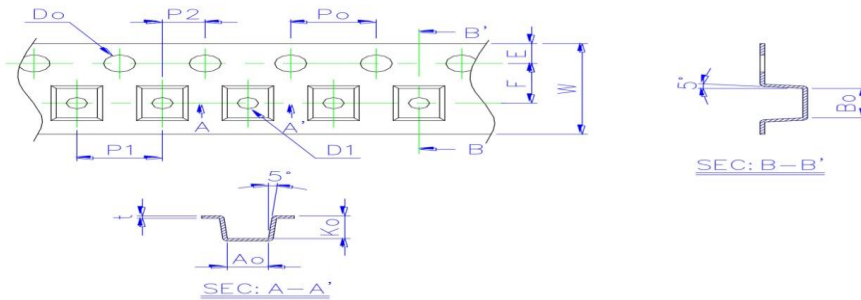 Do
P2
Po
B'
E
F
W
A
A'
P1
D1
B
5°
Bo
SEC: B-B'
5°
t
Ko
Ao
SEC: A-A'